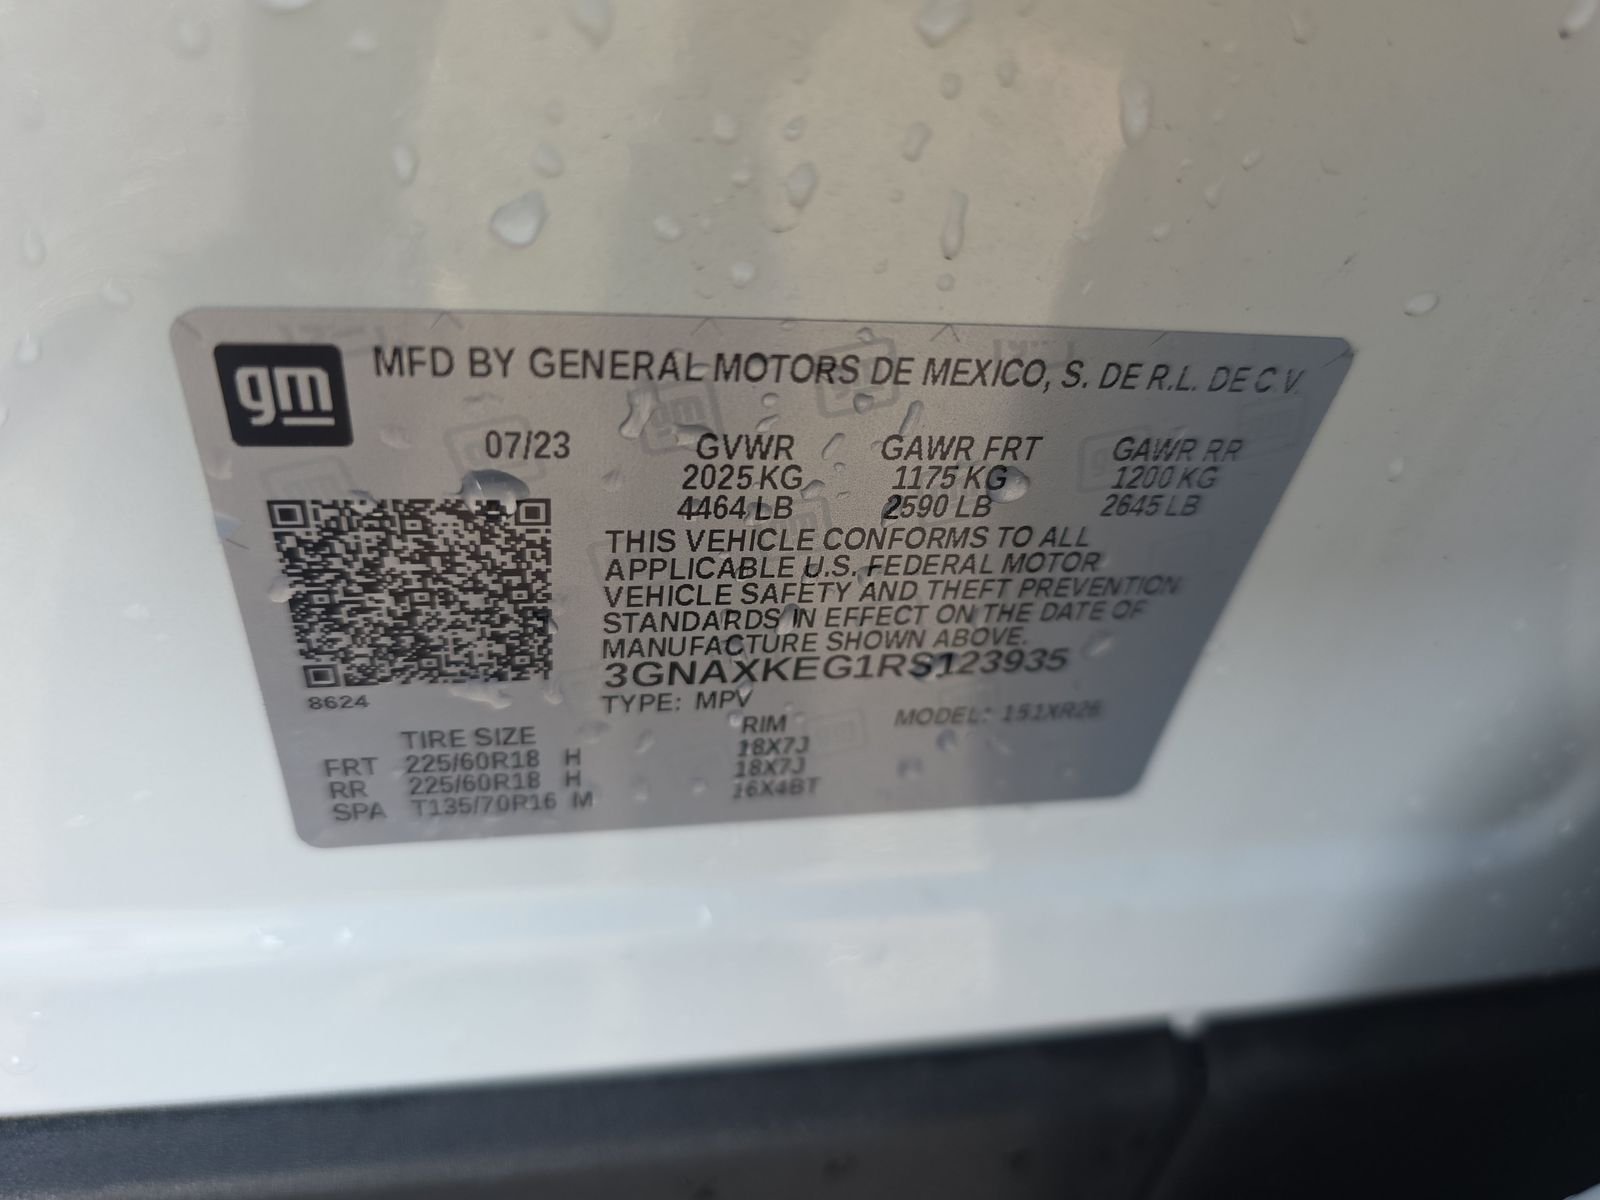 gm
MFD BY GENERAL MOTORS DE MEXICO, S. DE R.L. DE C.V.
07/23 GVWR GAWR FRT GAWR RR
2025 KG 1175 KG 1200 KG
4464 LB 2590 LB 2645 LB
THIS VEHICLE CONFORMS TO ALL
APPLICABLE U.S. FEDERAL MOTOR
VEHICLE SAFETY AND THEFT PREVENTION
STANDARDS IN EFFECT ON THE DATE OF
MANUFACTURE SHOWN ABOVE.
3GNAXKEG1RS123935
8624
TYPE: MPV MODEL: 151XR26
TIRE SIZE RIM
FRT 225/60R18 H 18X7J
RR 225/60R18 H 18X7J
SPA T135/70R16 M 16X4BT